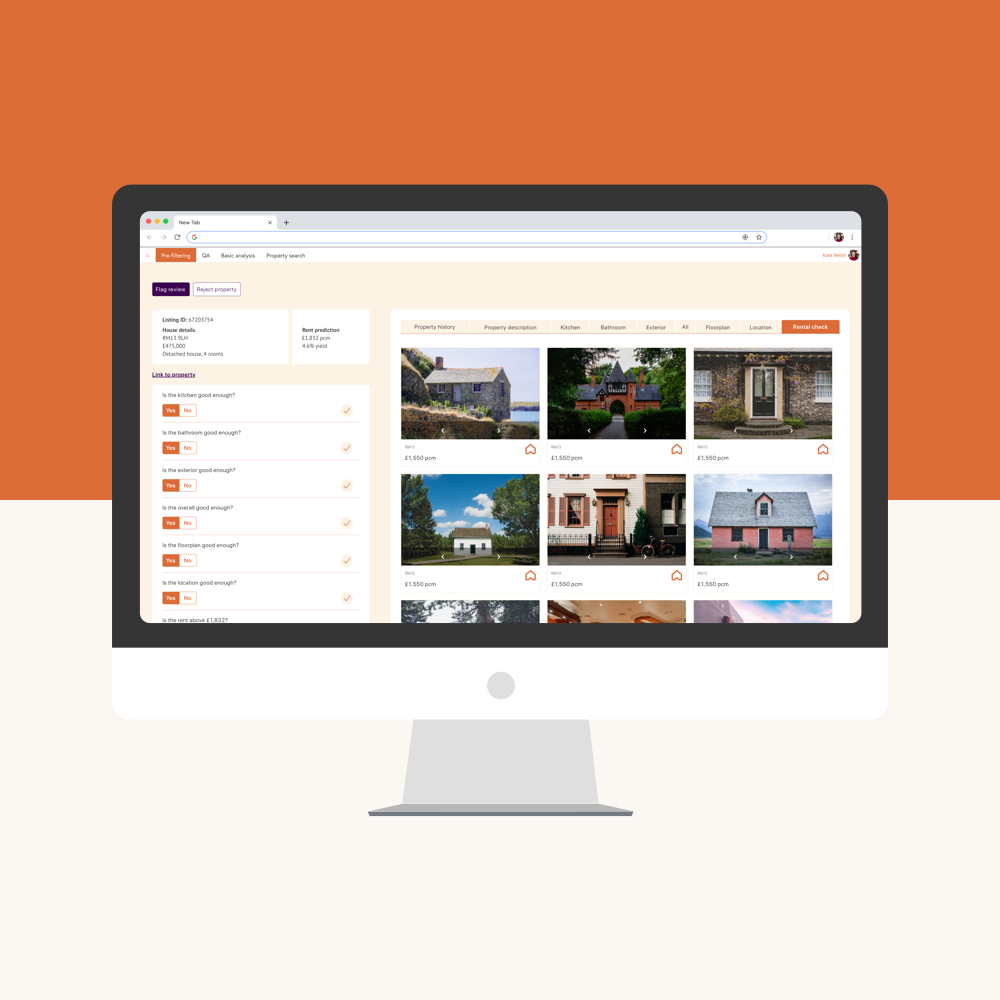 New Tab
G
U
Pre-filtering
QA
Basic analysis
Property search
Kate Welsh
Flag review
Reject property
Listing ID: 67203754
House details
RM13 9LH
£475,000
Detached house, 4 rooms
Rent prediction
£1,832 pcm
4.6% yield
Link to property
Is the kitchen good enough?
Yes No
Is the bathroom good enough?
Yes No
Is the exterior good enough?
Yes No
Is the overall good enough?
Yes No
Is the floorplan good enough?
Yes No
Is the location good enough?
Yes No
Is the rent above £1,832?
Property history
Property description
Kitchen
Bathroom
Exterior
All
Floorplan
Location
Rental check
RM13
£1,550 pcm
RM13
£1,550 pcm
RM13
£1,550 pcm
RM13
£1,550 pcm
RM13
£1,550 pcm
RM13
£1,550 pcm